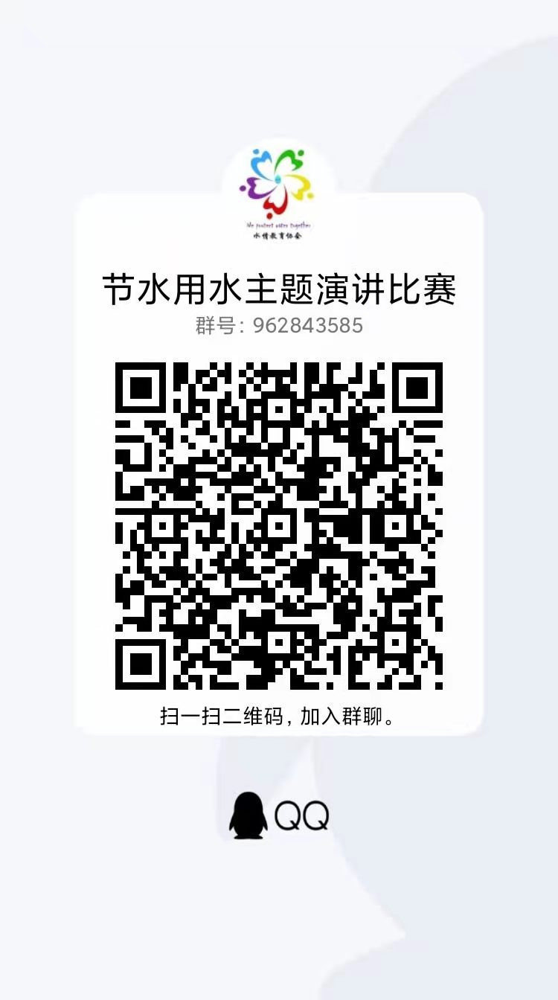 We protect water together
水情教育协会
节水用水主题演讲比赛
群号: 962843585
扫一扫二维码, 加入群聊。
QQ